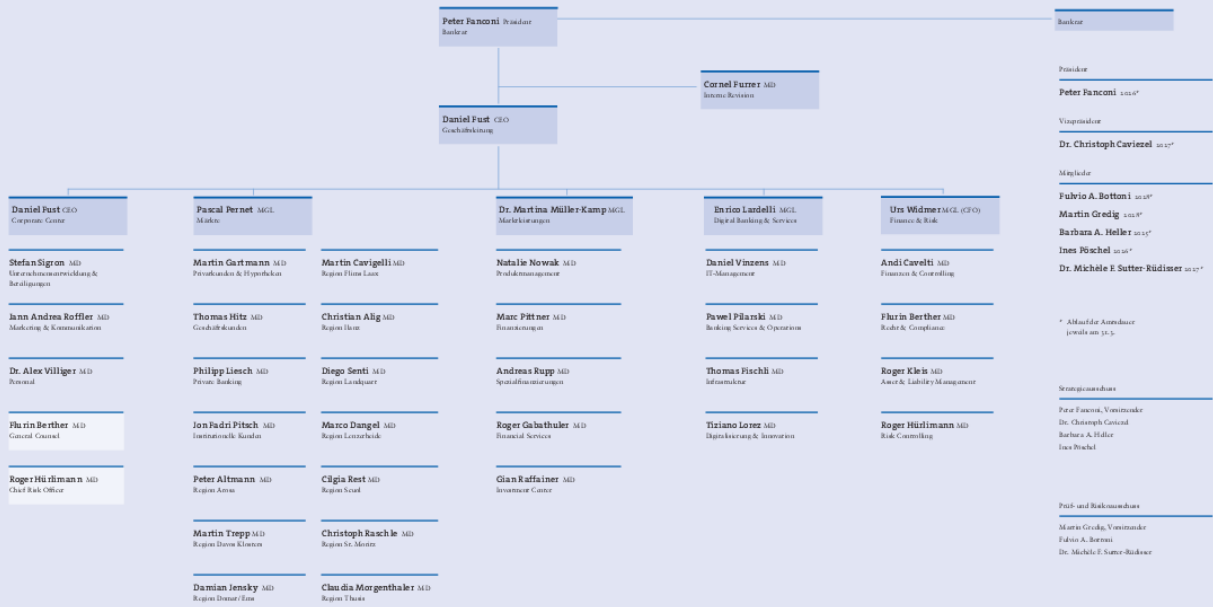 Peter Fanconi Präsident
Bankrat
Bankrat
Cornel Furrer MD
Interne Revision
Daniel Fust CEO
Geschäftsleitung
Daniel Fust CEO
Corporate Center
Stefan Sigron MD
Unternehmensentwicklung &
Beteiligungen
Jann Andrea Roffler MD
Marketing & Kommunikation
Dr. Alex Villiger MD
Personal
Flurin Berther MD
General Counsel
Roger Hürlimann MD
Chief Risk Officer
Pascal Pernet MGL
Märkte
Martin Gartmann MD
Privatkunden & Hypotheken
Thomas Hitz MD
Geschäftskunden
Philipp Liesch MD
Private Banking
Jon Fadri Pitsch MD
Institutionelle Kunden
Peter Altmann MD
Region Arosa
Martin Trepp MD
Region Davos Klosters
Damian Jensky MD
Region Domat/Ems
Martin Cavigelli MD
Region Flims Laax
Christian Alig MD
Region Ilanz
Diego Senti MD
Region Landquart
Marco Dangel MD
Region Lenzerheide
Cilgia Rest MD
Region Scuol
Christoph Raschle MD
Region St. Moritz
Claudia Morgenthaler MD
Region Thusis
Dr. Martina Müller-Kamp MGL
Marktleistungen
Natalie Nowak MD
Produktmanagement
Marc Pittner MD
Finanzierungen
Andreas Rupp MD
Spezialfinanzierungen
Roger Gabathuler MD
Financial Services
Gian Raffainer MD
Investment Center
Enrico Lardelli MGL
Digital Banking & Services
Daniel Vinzens MD
IT-Management
Pawel Pilarski MD
Banking Services & Operations
Thomas Fischli MD
Infrastruktur
Tiziano Lorez MD
Digitalisierung & Innovation
Urs Widmer MGL (CFO)
Finance & Risk
Andi Cavelti MD
Finanzen & Controlling
Flurin Berther MD
Recht & Compliance
Roger Kleis MD
Asset & Liability Management
Roger Hürlimann MD
Risk Controlling
Präsident
Peter Fanconi 2026*
Vizepräsident
Dr. Christoph Caviezel 2027*
Mitglieder
Fulvio A. Bottoni 2028*
Martin Gredig 2028*
Barbara A. Heller 2025*
Ines Pöschel 2026*
Dr. Michèle F. Sutter-Rüdisser 2027*
* Ablauf der Amtsdauer
jeweils am 31.3.
Strategieausschuss
Peter Fanconi, Vorsitzender
Dr. Christoph Caviezel
Barbara A. Heller
Ines Pöschel
Prüf- und Risikoausschuss
Martin Gredig, Vorsitzender
Fulvio A. Bottoni
Dr. Michèle F. Sutter-Rüdisser